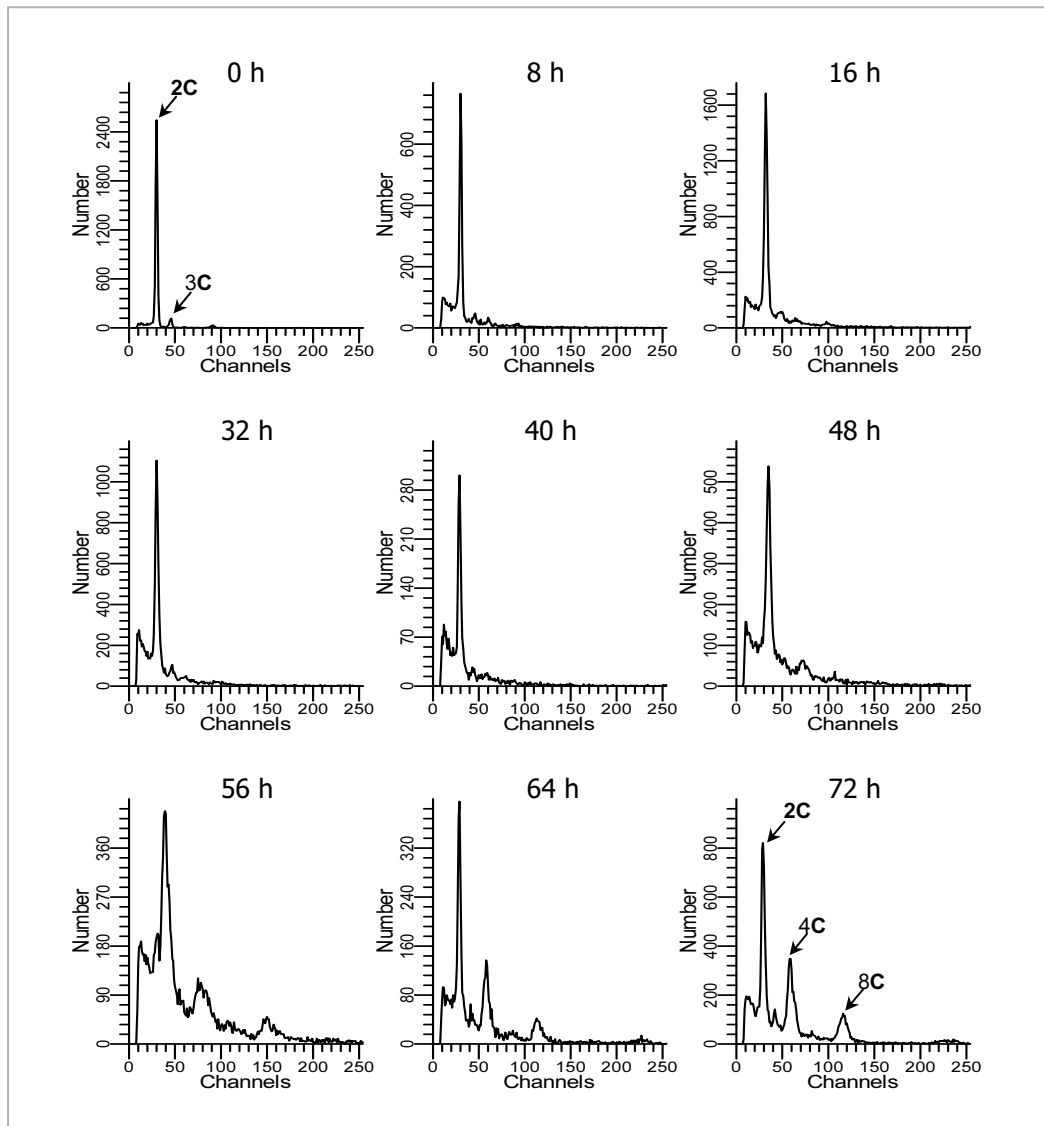 0 h
8 h
16 h
2C
3C
Number
0 600 1200 1800 2400
0 50 100 150 200 250
Channels
Number
0 200 400 600
0 50 100 150 200 250
Channels
Number
0 400 800 1200 1600
0 50 100 150 200 250
Channels
32 h
40 h
48 h
Number
0 200 400 600 800 1000
0 50 100 150 200 250
Channels
Number
0 70 140 210 280
0 50 100 150 200 250
Channels
Number
0 100 200 300 400 500
0 50 100 150 200 250
Channels
56 h
64 h
72 h
Number
0 90 180 270 360
0 50 100 150 200 250
Channels
Number
0 80 160 240 320
0 50 100 150 200 250
Channels
2C
4C
8C
Number
0 200 400 600 800
0 50 100 150 200 250
Channels